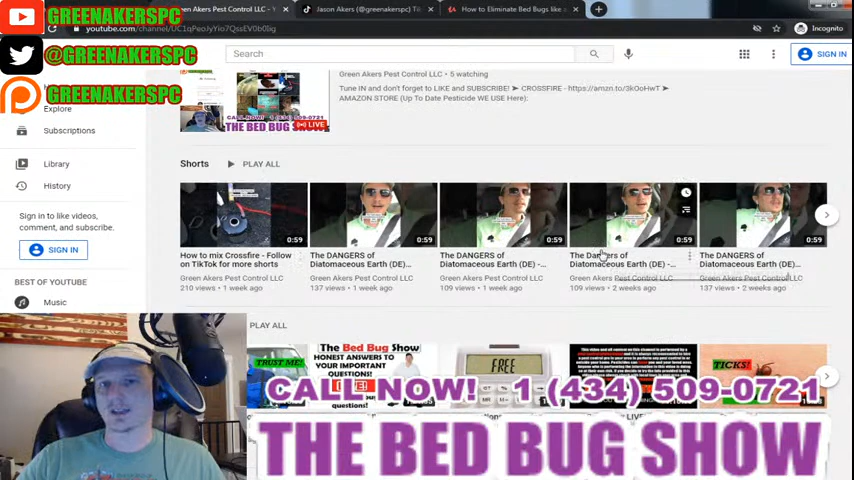 GREENAKERSPC
@GREENAKERSPC
GREENAKERSPC
Green Akers Pest Control LLC - Y
Jason Akers (@greenakerspc) Ti
How to Eliminate Bed Bugs like
youtube.com/channel/
Incognito
Search
SIGN IN
Explore
Subscriptions
Library
History
Sign in to like videos,
comment, and subscribe.
SIGN IN
BEST OF YOUTUBE
Music
Green Akers Pest Control LLC • 5 watching
Tune IN and don't forget to LIKE and SUBSCRIBE! ➤ CROSSFIRE - https://amzn.to/3kOoHwT ➤
AMAZON STORE (Up To Date Pesticide WE USE Here):
CALL NOW! 1 (434) 509-0721
THE BED BUG SHOW
LIVE
Shorts
PLAY ALL
0:59
0:59
0:59
0:59
0:59
How to mix Crossfire - Follow
on TikTok for more shorts
Green Akers Pest Control LLC
210 views • 1 week ago
The DANGERS of
Diatomaceous Earth (DE)...
Green Akers Pest Control LLC
137 views • 1 week ago
The DANGERS of
Diatomaceous Earth (DE) -...
Green Akers Pest Control LLC
109 views • 1 week ago
The Dangers of
Diatomaceous Earth (DE) -...
Green Akers Pest Control LLC
109 views • 2 weeks ago
The DANGERS of
Diatomaceous Earth (DE)...
Green Akers Pest Control LLC
137 views • 2 weeks ago
PLAY ALL
TRUST ME!
The Bed Bug Show
HONEST ANSWERS TO
YOUR IMPORTANT
QUESTIONS!
FREE
TICKS!
CALL NOW! 1 (434) 509-0721
THE BED BUG SHOW